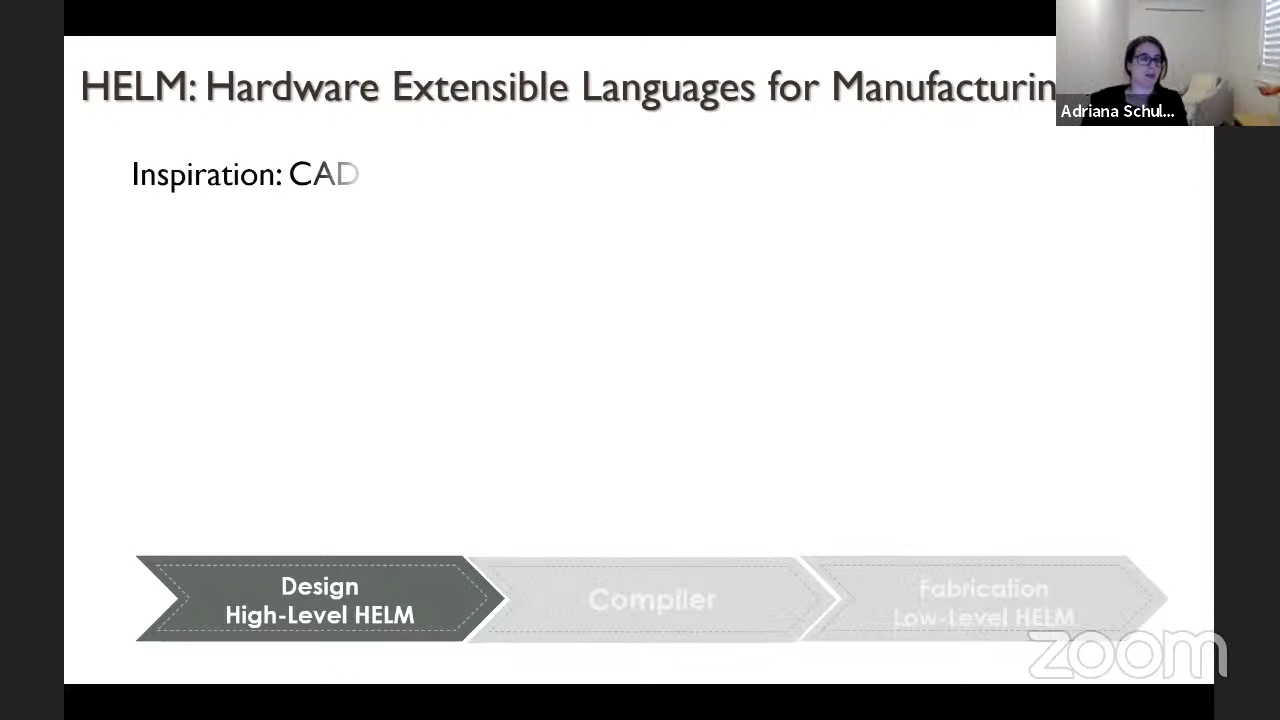 HELM: Hardware Extensible Languages for Manufacturin
Adriana Schul...
Inspiration: CAD
Design
High-Level HELM
Compiler
Fabrication
Low-Level HELM
zoom